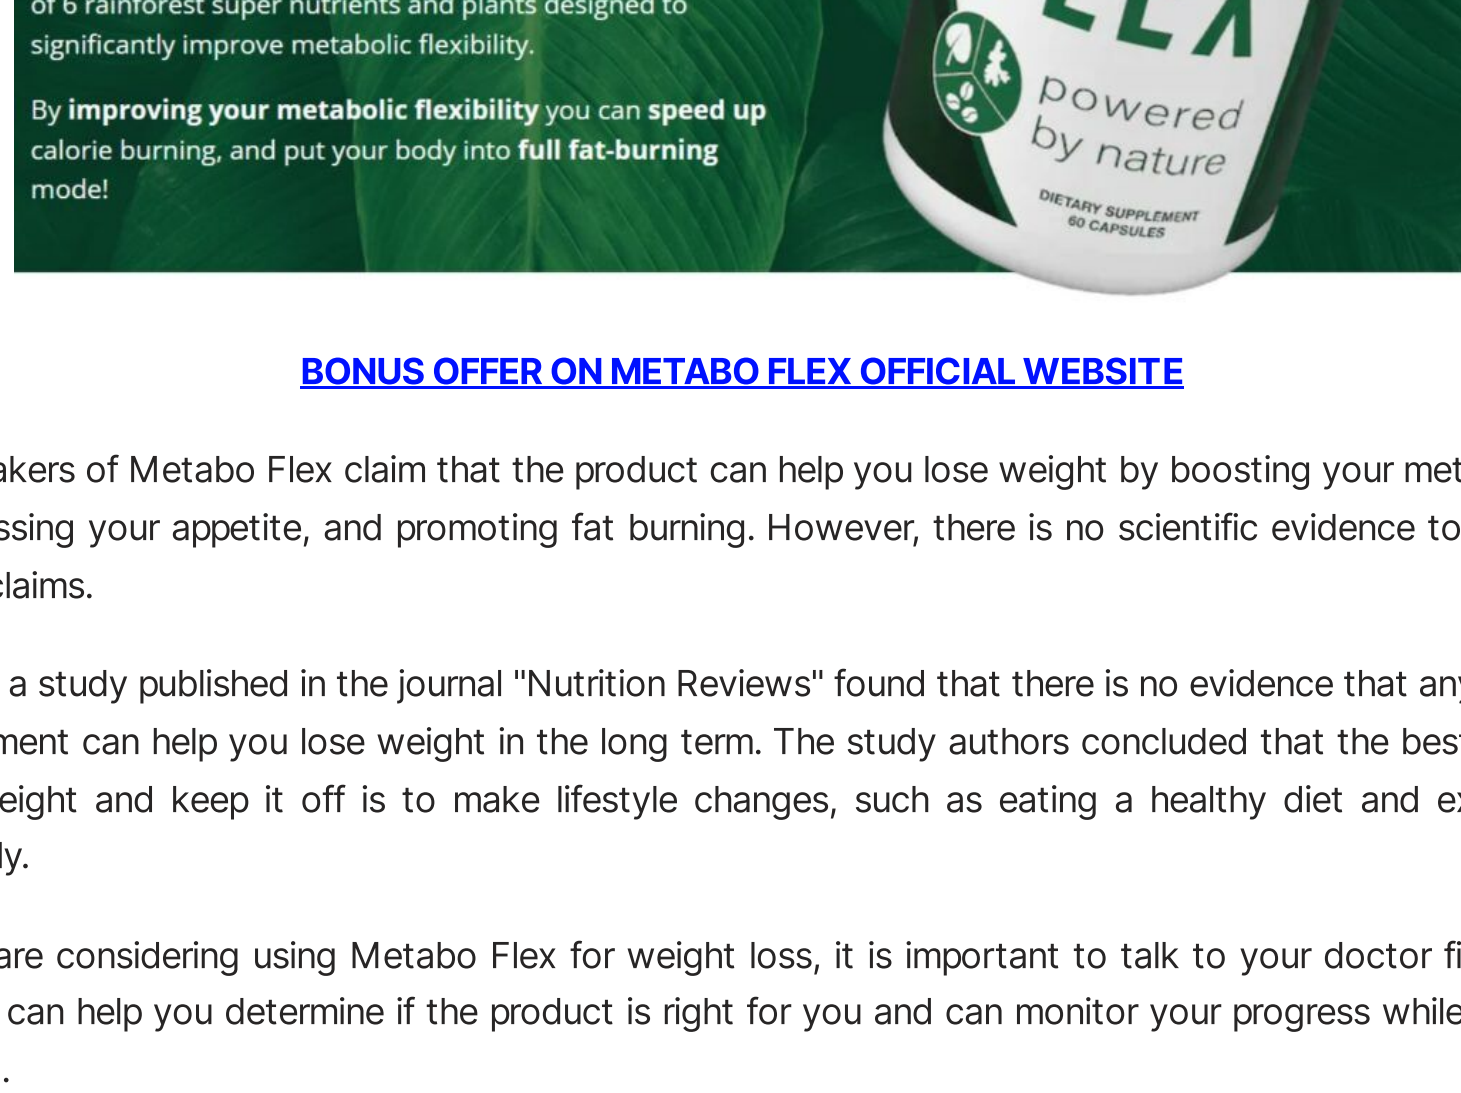 of 6 rainforest super nutrients and plants designed to
significantly improve metabolic flexibility.
By improving your metabolic flexibility you can speed up
calorie burning, and put your body into full fat-burning
mode!
powered
by nature
DIETARY SUPPLEMENT
60 CAPSULES
BONUS OFFER ON METABO FLEX OFFICIAL WEBSITE
akers of Metabo Flex claim that the product can help you lose weight by boosting your met
ssing your appetite, and promoting fat burning. However, there is no scientific evidence to
claims.
a study published in the journal "Nutrition Reviews" found that there is no evidence that any
ment can help you lose weight in the long term. The study authors concluded that the best
eight and keep it off is to make lifestyle changes, such as eating a healthy diet and ex
ly.
are considering using Metabo Flex for weight loss, it is important to talk to your doctor fi
can help you determine if the product is right for you and can monitor your progress while
.